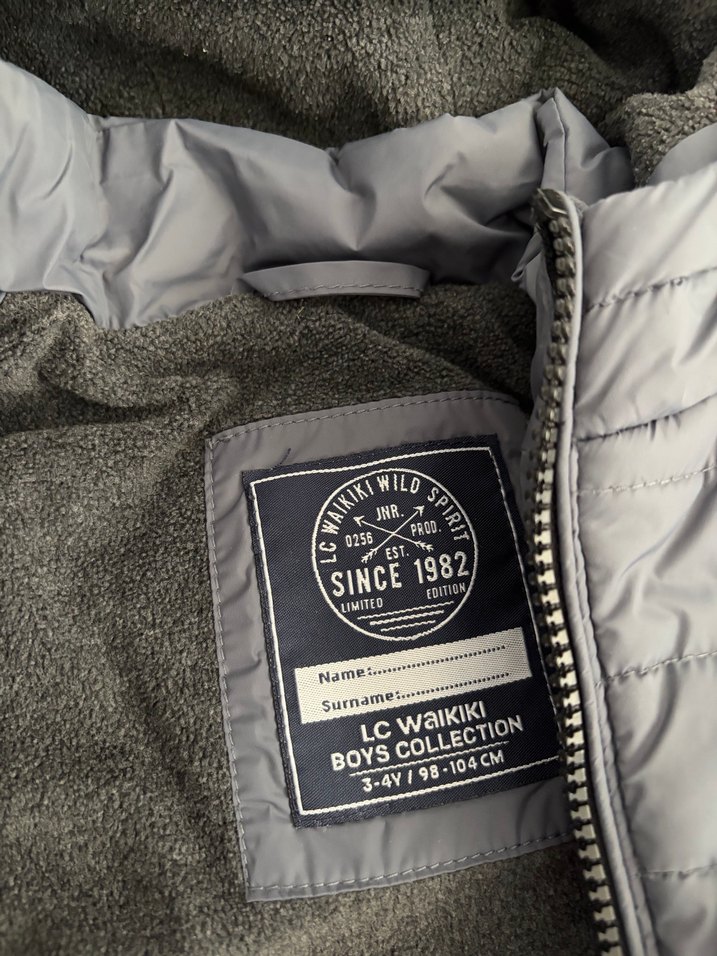 LC WAIKIKI WILD SPIRIT
JNR.
0256 PROD.
EST.
SINCE 1982
LIMITED EDITION
Name:............................
Surname:.......................
LC WAIKIKI
BOYS COLLECTION
3-4Y / 98-104 CM